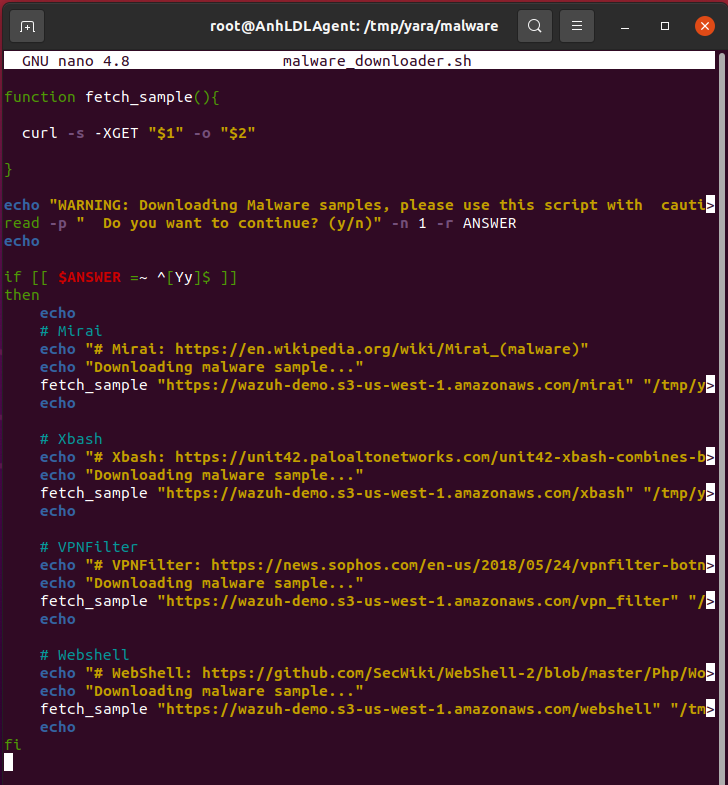 root@AnhLDLAgent: /tmp/yara/malware
GNU nano 4.8 malware_downloader.sh
function fetch_sample(){
curl -s -XGET "$1" -o "$2"
}
echo "WARNING: Downloading Malware samples, please use this script with  cauti>
read -p "  Do you want to continue? (y/n)" -n 1 -r ANSWER
echo
if [[ $ANSWER =~ ^[Yy]$ ]]
then
echo
# Mirai
echo "# Mirai: https://en.wikipedia.org/wiki/Mirai_(malware)"
echo "Downloading malware sample..."
fetch_sample "https://wazuh-demo.s3-us-west-1.amazonaws.com/mirai" "/tmp/y>
echo
# Xbash
echo "# Xbash: https://unit42.paloaltonetworks.com/unit42-xbash-combines-b>
echo "Downloading malware sample..."
fetch_sample "https://wazuh-demo.s3-us-west-1.amazonaws.com/xbash" "/tmp/y>
echo
# VPNFilter
echo "# VPNFilter: https://news.sophos.com/en-us/2018/05/24/vpnfilter-botn>
echo "Downloading malware sample..."
fetch_sample "https://wazuh-demo.s3-us-west-1.amazonaws.com/vpn_filter" "/>
echo
# Webshell
echo "# WebShell: https://github.com/SecWiki/WebShell-2/blob/master/Php/Wo>
echo "Downloading malware sample..."
fetch_sample "https://wazuh-demo.s3-us-west-1.amazonaws.com/webshell" "/tm>
echo
fi